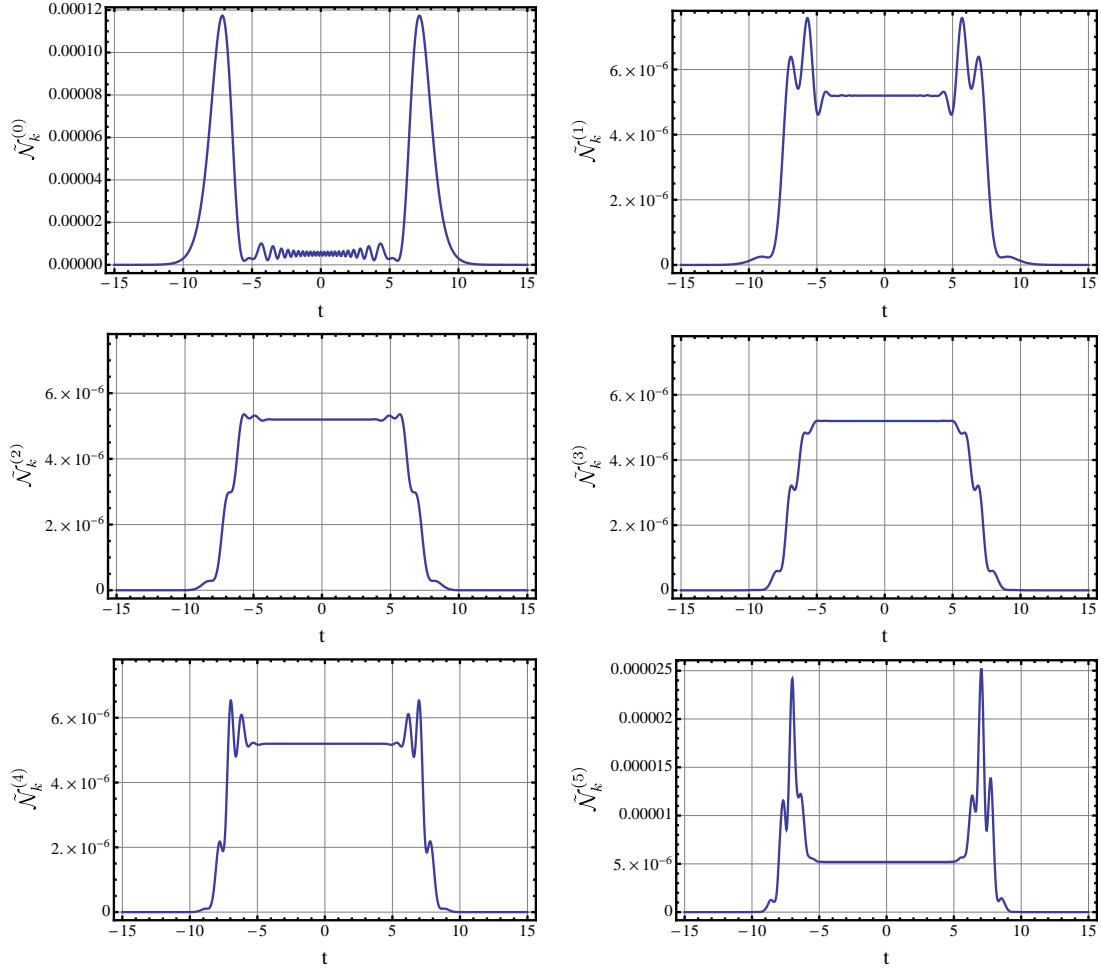 0.00012
0.00010
0.00008
0.00006
0.00004
0.00002
0.00000
Ñ_k^(0)
−15 −10 −5 0 5 10 15
t
6. × 10⁻⁶
4. × 10⁻⁶
2. × 10⁻⁶
0
Ñ_k^(1)
−15 −10 −5 0 5 10 15
t
6. × 10⁻⁶
4. × 10⁻⁶
2. × 10⁻⁶
0
Ñ_k^(2)
−15 −10 −5 0 5 10 15
t
6. × 10⁻⁶
4. × 10⁻⁶
2. × 10⁻⁶
0
Ñ_k^(3)
−15 −10 −5 0 5 10 15
t
6. × 10⁻⁶
4. × 10⁻⁶
2. × 10⁻⁶
0
Ñ_k^(4)
−15 −10 −5 0 5 10 15
t
0.000025
0.00002
0.000015
0.00001
5. × 10⁻⁶
0
Ñ_k^(5)
−15 −10 −5 0 5 10 15
t